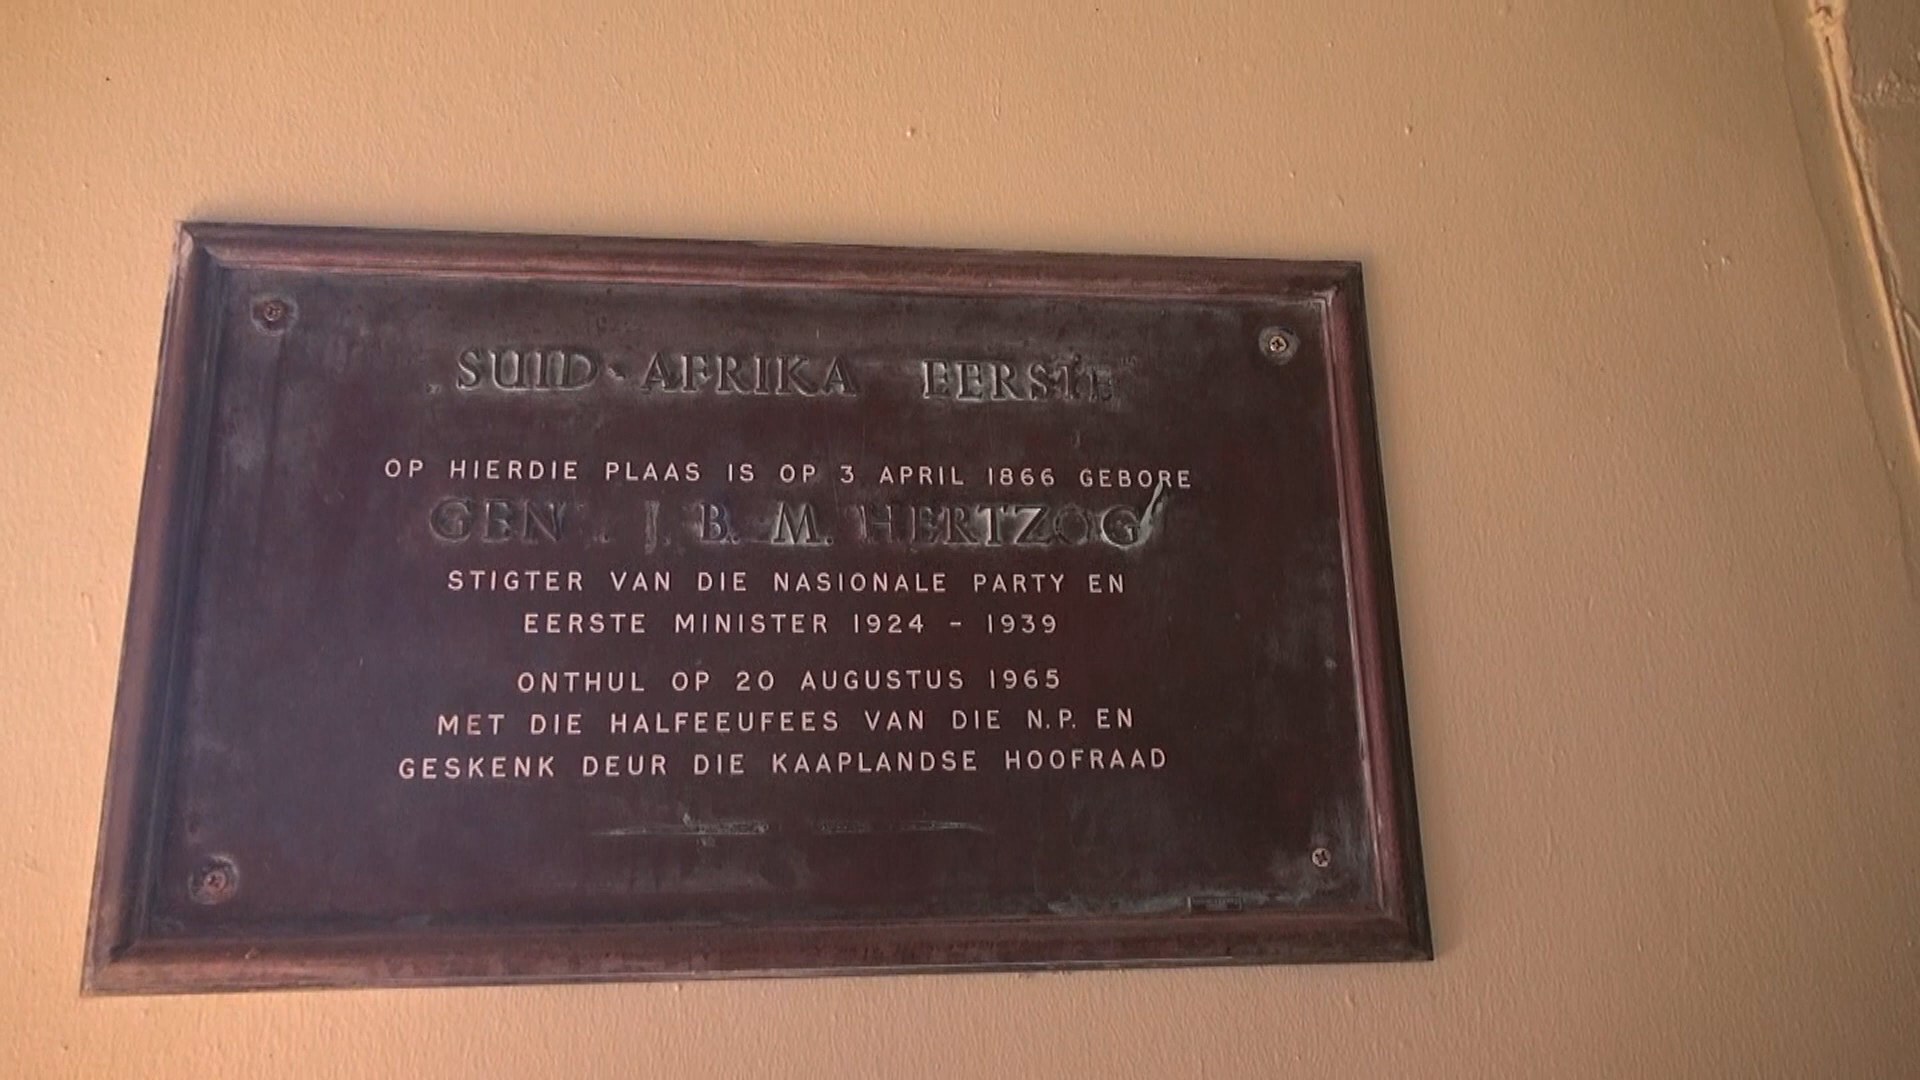 SUID-AFRIKA EERSTE
OP HIERDIE PLAAS IS OP 3 APRIL 1866 GEBORE
GEN. J. B. M. HERTZOG
STIGTER VAN DIE NASIONALE PARTY EN
EERSTE MINISTER 1924 - 1939
ONTHUL OP 20 AUGUSTUS 1965
MET DIE HALFEEUFEES VAN DIE N.P. EN
GESKENK DEUR DIE KAAPLANDSE HOOFRAAD